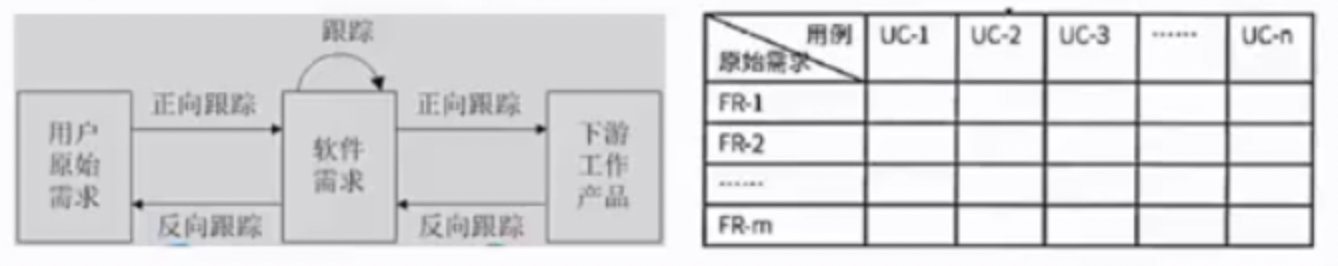 跟踪
正向跟踪
正向跟踪
用户
原始
需求
软件
需求
下游
工作
产品
反向跟踪
反向跟踪
用例
原始需求
UC-1
UC-2
UC-3
……
UC-n
FR-1
FR-2
……
FR-m